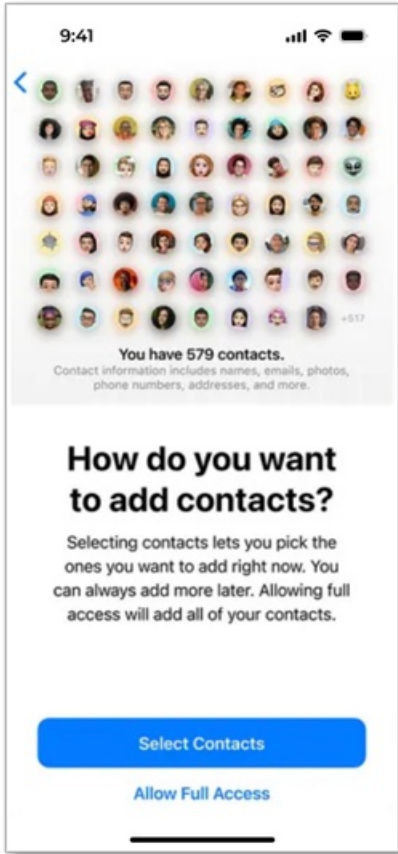 9:41
+517
You have 579 contacts.
Contact information includes names, emails, photos,
phone numbers, addresses, and more.
How do you want
to add contacts?
Selecting contacts lets you pick the
ones you want to add right now. You
can always add more later. Allowing full
access will add all of your contacts.
Select Contacts
Allow Full Access